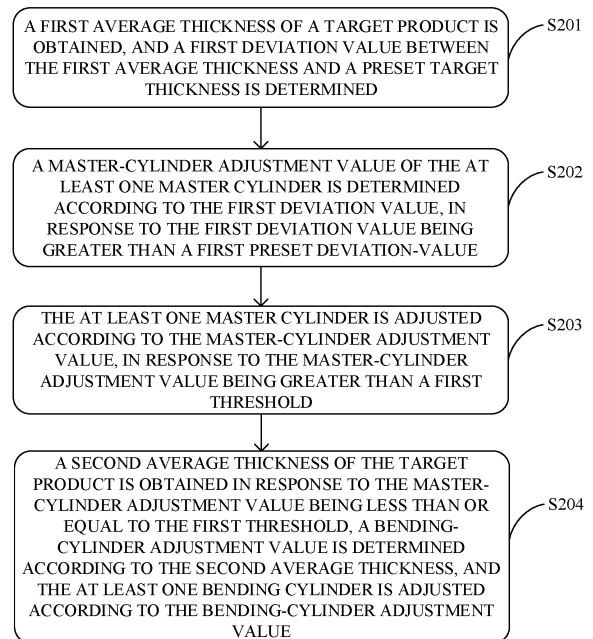 A FIRST AVERAGE THICKNESS OF A TARGET PRODUCT IS
OBTAINED, AND A FIRST DEVIATION VALUE BETWEEN
THE FIRST AVERAGE THICKNESS AND A PRESET TARGET
THICKNESS IS DETERMINED
S201
A MASTER-CYLINDER ADJUSTMENT VALUE OF THE AT
LEAST ONE MASTER CYLINDER IS DETERMINED
ACCORDING TO THE FIRST DEVIATION VALUE, IN
RESPONSE TO THE FIRST DEVIATION VALUE BEING
GREATER THAN A FIRST PRESET DEVIATION-VALUE
S202
THE AT LEAST ONE MASTER CYLINDER IS ADJUSTED
ACCORDING TO THE MASTER-CYLINDER ADJUSTMENT
VALUE, IN RESPONSE TO THE MASTER-CYLINDER
ADJUSTMENT VALUE BEING GREATER THAN A FIRST
THRESHOLD
S203
A SECOND AVERAGE THICKNESS OF THE TARGET
PRODUCT IS OBTAINED IN RESPONSE TO THE MASTER-
CYLINDER ADJUSTMENT VALUE BEING LESS THAN OR
EQUAL TO THE FIRST THRESHOLD, A BENDING-
CYLINDER ADJUSTMENT VALUE IS DETERMINED
ACCORDING TO THE SECOND AVERAGE THICKNESS, AND
THE AT LEAST ONE BENDING CYLINDER IS ADJUSTED
ACCORDING TO THE BENDING-CYLINDER ADJUSTMENT
VALUE
S204